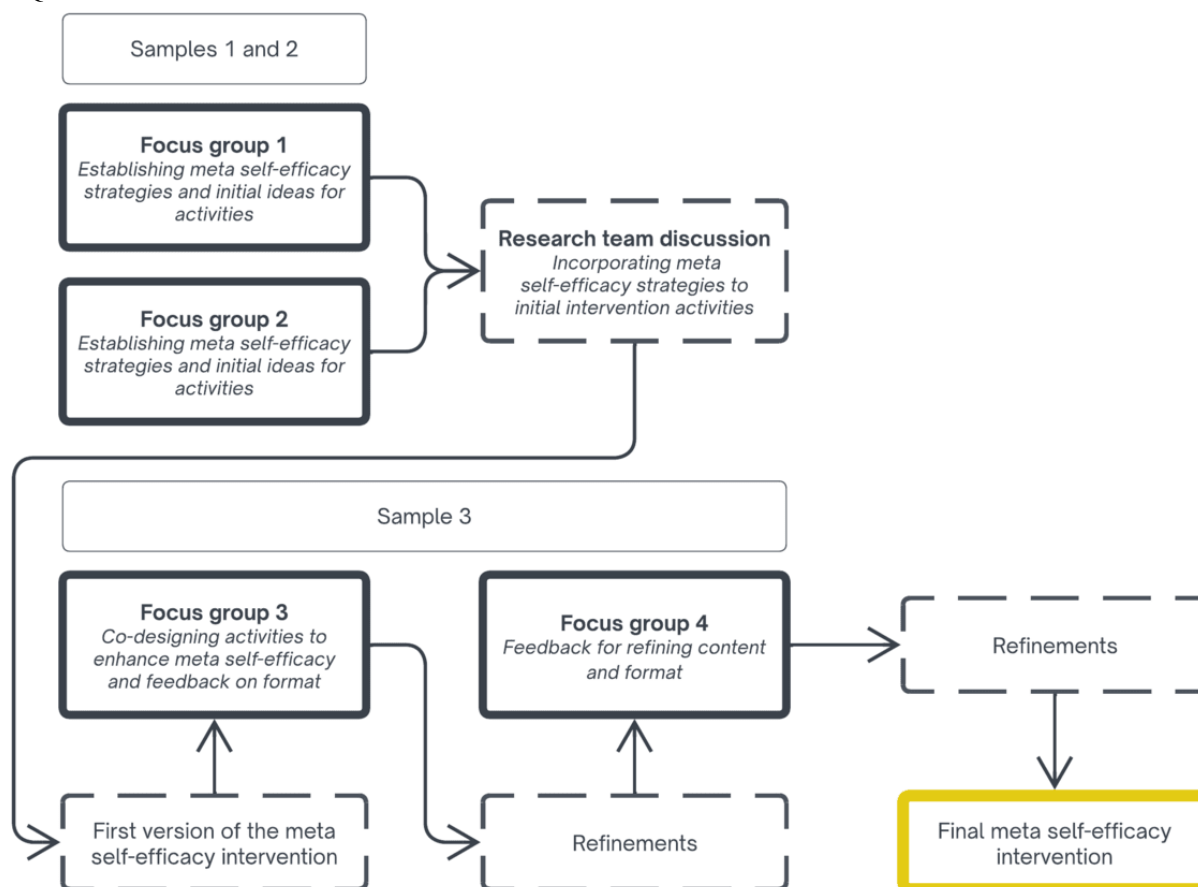 Samples 1 and 2
Focus group 1
Establishing meta self-efficacy
strategies and initial ideas for
activities
Research team discussion
Incorporating meta
self-efficacy strategies to
initial intervention activities
Focus group 2
Establishing meta self-efficacy
strategies and initial ideas for
activities
Sample 3
Focus group 3
Co-designing activities to
enhance meta self-efficacy
and feedback on format
Focus group 4
Feedback for refining content
and format
Refinements
First version of the meta
self-efficacy intervention
Refinements
Final meta self-efficacy
intervention